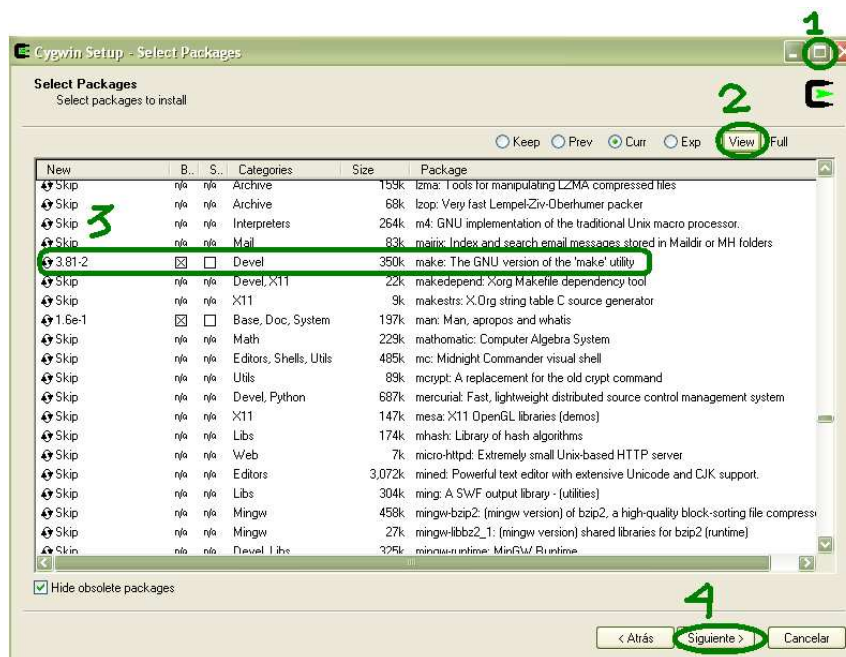 1
Cygwin Setup - Select Packages
Select Packages
Select packages to install
2
Keep Prev Curr Exp View Full
New B.. S.. Categories Size Package
Skip n/a n/a Archive 159k lzma: Tools for manipulating LZMA compressed files
Skip n/a n/a Archive 68k lzop: Very fast Lempel-Ziv-Oberhumer packer
3
Skip n/a n/a Interpreters 264k m4: GNU implementation of the traditional Unix macro processor.
Skip n/a n/a Mail 83k mairix: Index and search email messages stored in Maildir or MH folders
3.81-2 Devel 350k make: The GNU version of the 'make' utility
Skip n/a n/a Devel, X11 22k makedepend: Xorg Makefile dependency tool
Skip n/a n/a X11 9k makestrs: X.Org string table C source generator
1.6e-1 Base, Doc, System 197k man: Man, apropos and whatis
Skip n/a n/a Math 229k mathomatic: Computer Algebra System
Skip n/a n/a Editors, Shells, Utils 485k mc: Midnight Commander visual shell
Skip n/a n/a Utils 89k mcrypt: A replacement for the old crypt command
Skip n/a n/a Devel, Python 687k mercurial: Fast, lightweight distributed source control management system
Skip n/a n/a X11 147k mesa: X11 OpenGL libraries (demos)
Skip n/a n/a Libs 174k mhash: Library of hash algorithms
Skip n/a n/a Web 7k micro-httpd: Extremely small Unix-based HTTP server
Skip n/a n/a Editors 3,072k mined: Powerful text editor with extensive Unicode and CJK support.
Skip n/a n/a Libs 304k ming: A SWF output library - (utilities)
Skip n/a n/a Mingw 458k mingw-bzip2: (mingw version) of bzip2, a high-quality block-sorting file compress
Skip n/a n/a Mingw 27k mingw-libbz2_1: (mingw version) shared libraries for bzip2 (runtime)
Skip n/a n/a Devel, Libs 325k mingw-runtime: MinGW Runtime
Hide obsolete packages
4
< Atrás Siguiente > Cancelar